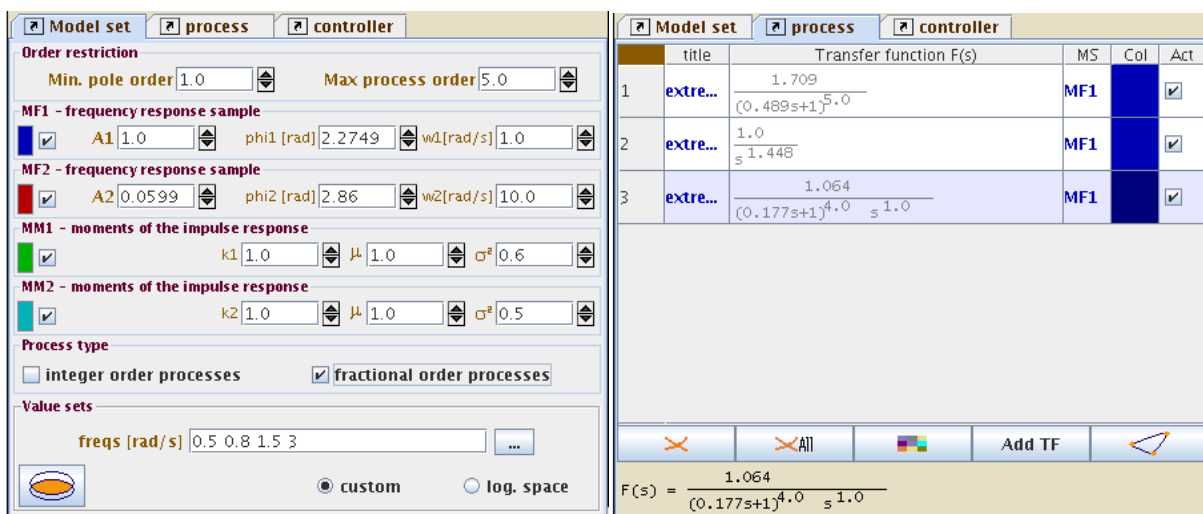 Model set process controller
Order restriction
Min. pole order 1.0 Max process order 5.0
MF1 - frequency response sample
A1 1.0 phi1 [rad] 2.2749 w1[rad/s] 1.0
MF2 - frequency response sample
A2 0.0599 phi2 [rad] 2.86 w2[rad/s] 10.0
MM1 - moments of the impulse response
k1 1.0 μ 1.0 σ² 0.6
MM2 - moments of the impulse response
k2 1.0 μ 1.0 σ² 0.5
Process type
integer order processes fractional order processes
Value sets
freqs [rad/s] 0.5 0.8 1.5 3 ...
custom log. space
Model set process controller
title Transfer function F(s) MS Col Act
1 extre... 1.709 MF1
(0.489s+1)^5.0
2 extre... 1.0 MF1
s^1.448
3 extre... 1.064 MF1
(0.177s+1)^4.0 s^1.0
All Add TF
F(s) = 1.064
(0.177s+1)^4.0 s^1.0